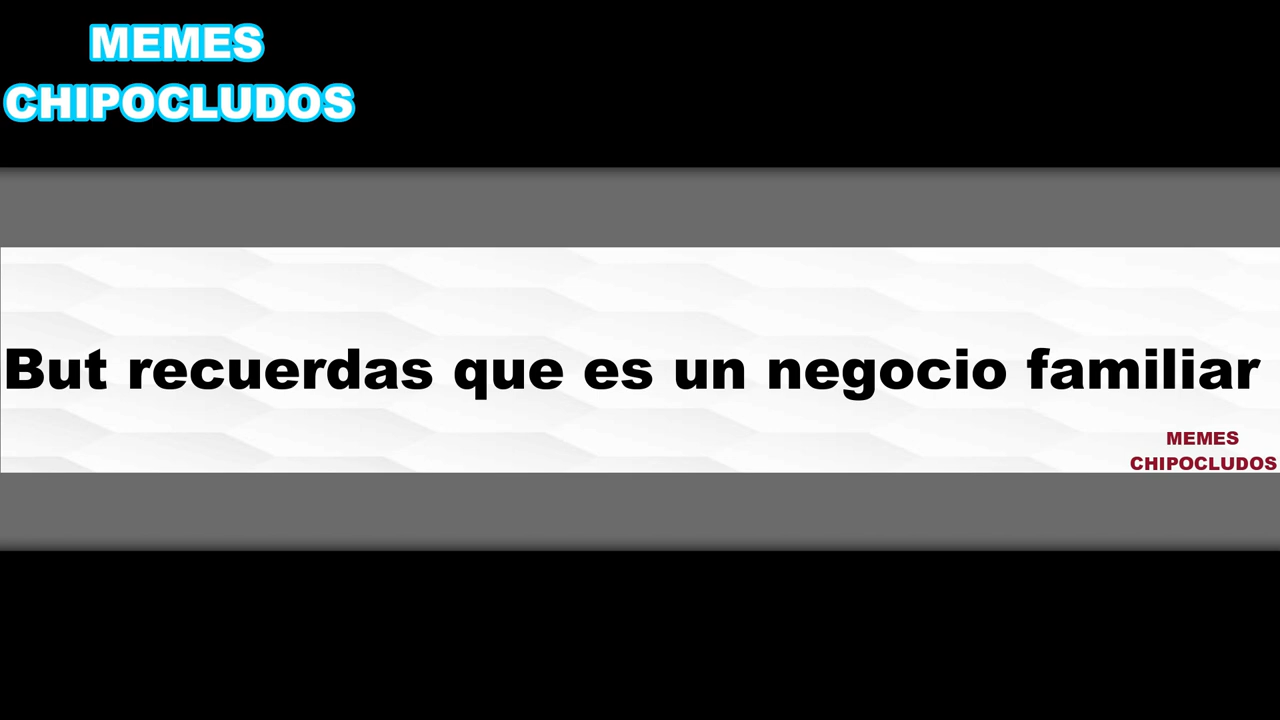 MEMES
CHIPOCLUDOS
But recuerdas que es un negocio familiar
MEMES
CHIPOCLUDOS